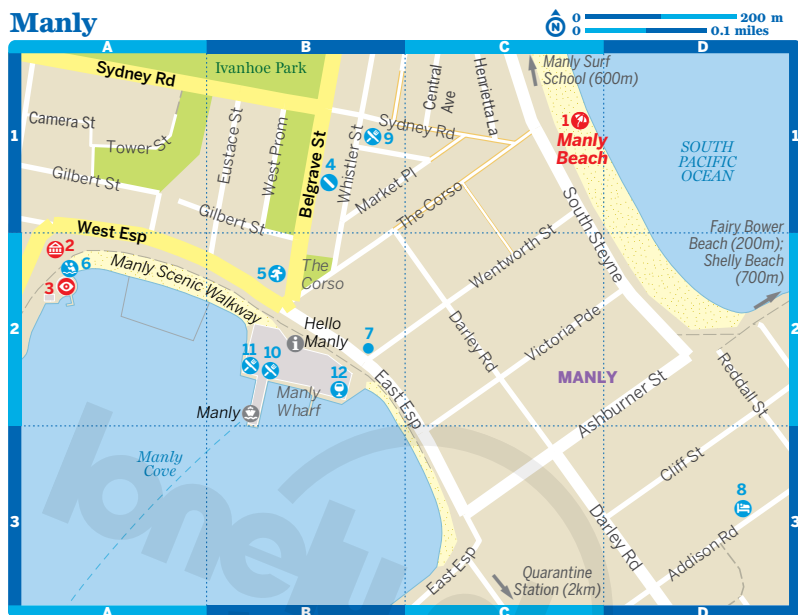 Manly
N
0 200 m
0 0.1 miles
A B C D
1
2
3
1
2
3
A B C D
Sydney Rd
Ivanhoe Park
Camera St
Tower St
Gilbert St
Eustace St
West Prom
Gilbert St
Belgrave St
4
Whistler St
9
Sydney Rd
Market Pl
The Corso
Central
Ave
Henrietta La
Manly Surf
School (600m)
1
Manly
Beach
SOUTH
PACIFIC
OCEAN
South Steyne
Fairy Bower
Beach (200m);
Shelly Beach
(700m)
West Esp
2
6
3
Manly Scenic Walkway
5
The
Corso
Hello
Manly
i
7
11
10
12
Manly
Wharf
Manly
East Esp
Wentworth St
Darley Rd
Victoria Pde
MANLY
Ashburner St
Reddall St
Cliff St
8
Addison Rd
Darley Rd
Manly
Cove
East Esp
Quarantine
Station (2km)
lonely